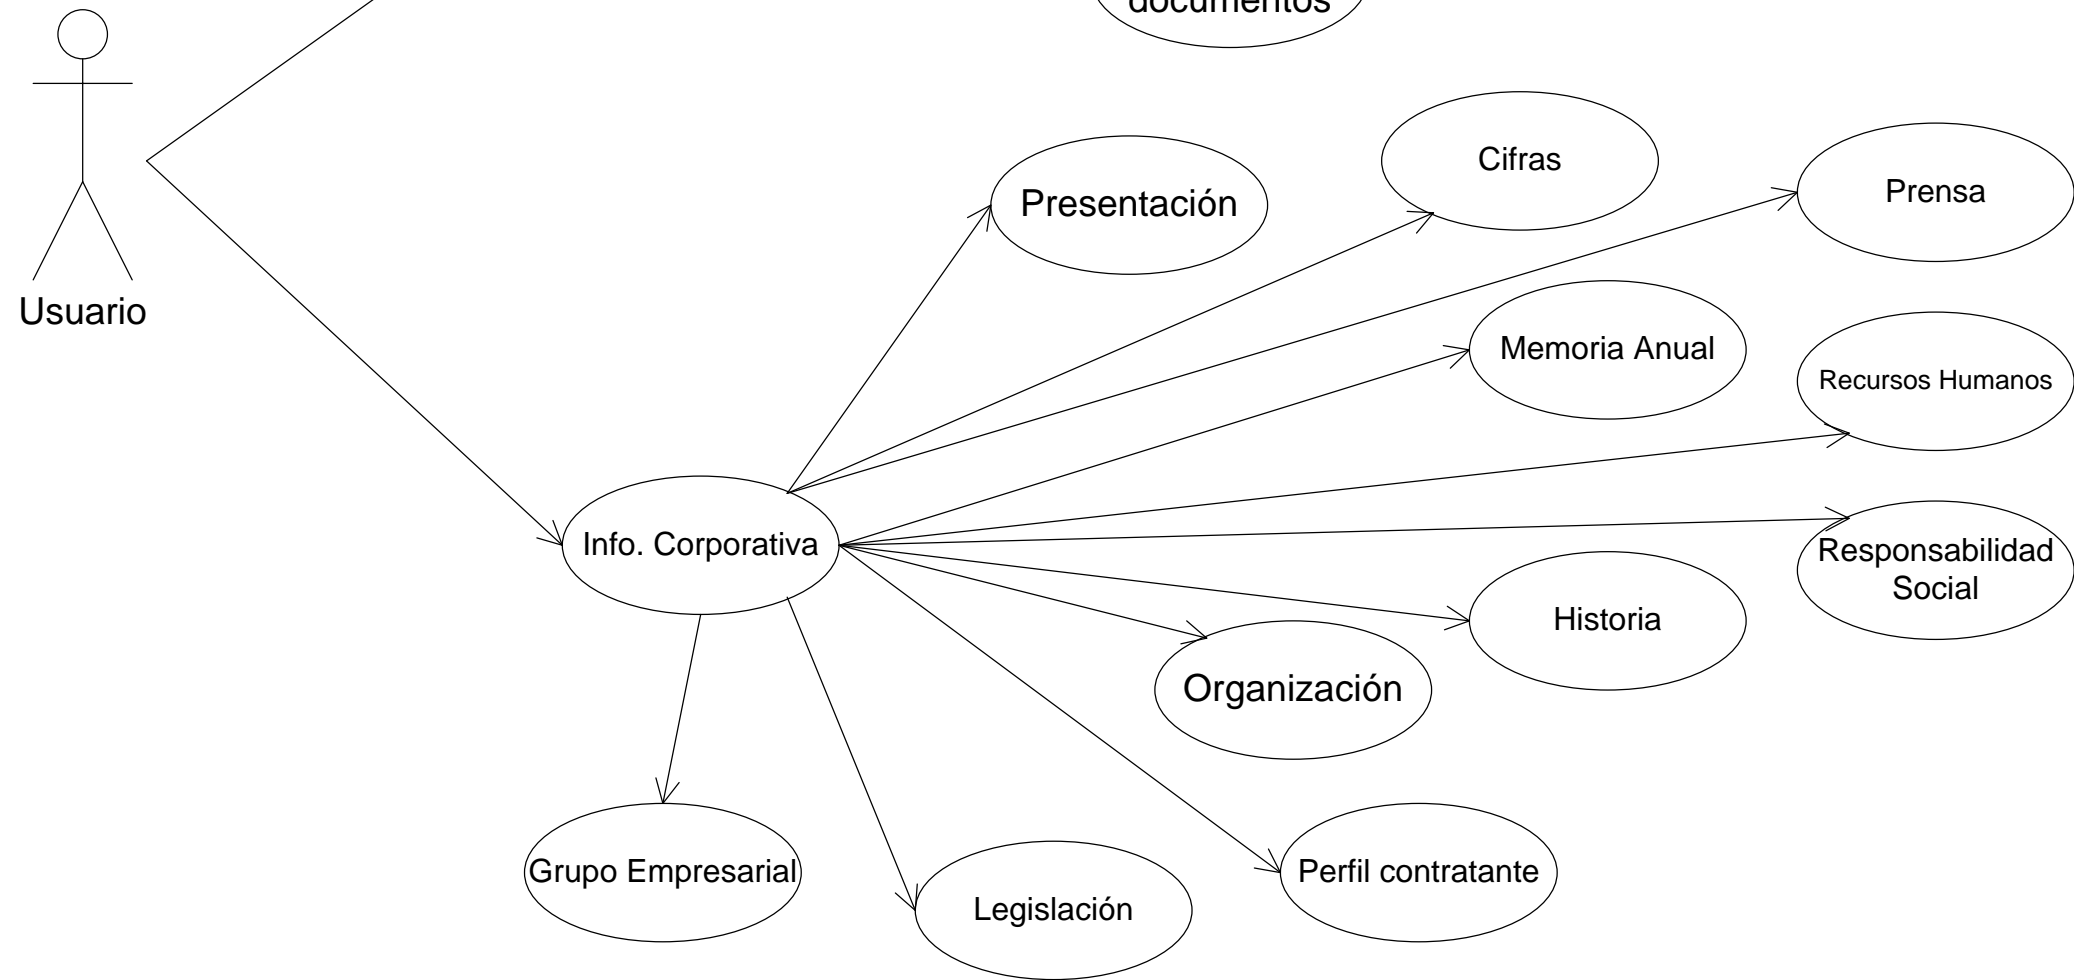 documentos
Cifras
Prensa
Presentación
Usuario
Memoria Anual
Recursos Humanos
Info. Corporativa
Responsabilidad
Social
Historia
Organización
Grupo Empresarial
Perfil contratante
Legislación